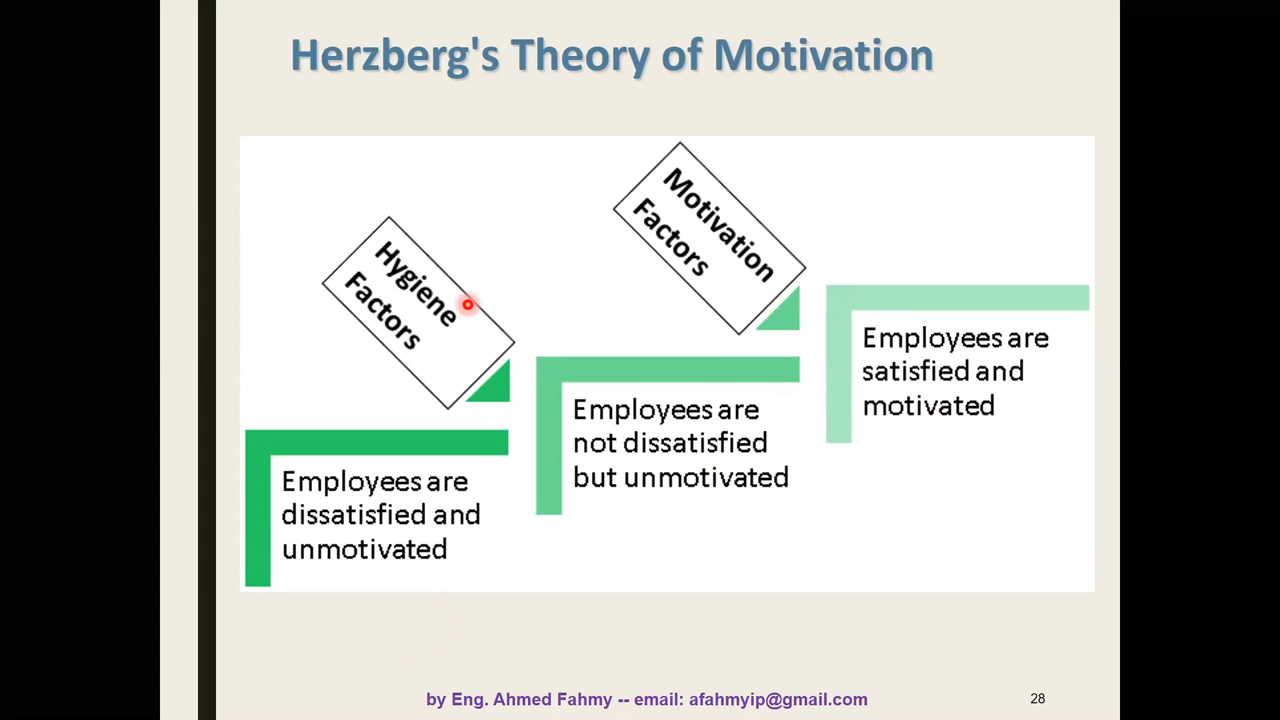 Herzberg's Theory of Motivation
Hygiene
Factors
Motivation
Factors
Employees are
dissatisfied and
unmotivated
Employees are
not dissatisfied
but unmotivated
Employees are
satisfied and
motivated
by Eng. Ahmed Fahmy -- email: afahmyip@gmail.com
28